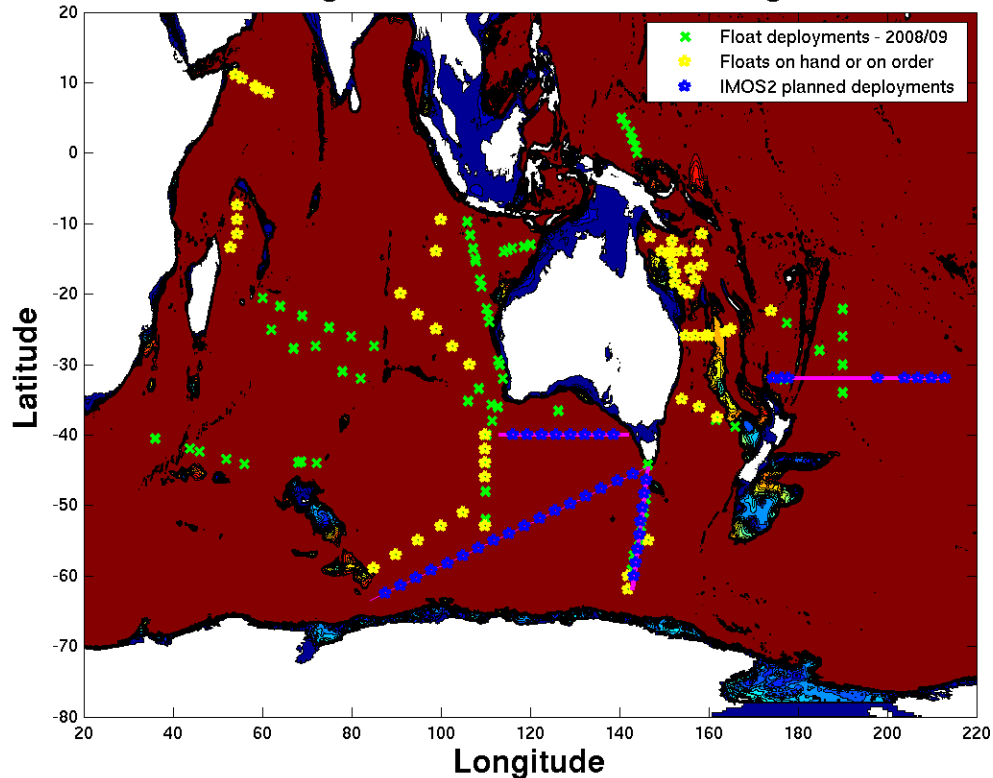 20
10
0
-10
-20
-30
-40
-50
-60
-70
-80
20 40 60 80 100 120 140 160 180 200 220
Latitude
Longitude
Float deployments - 2008/09
Floats on hand or on order
IMOS2 planned deployments